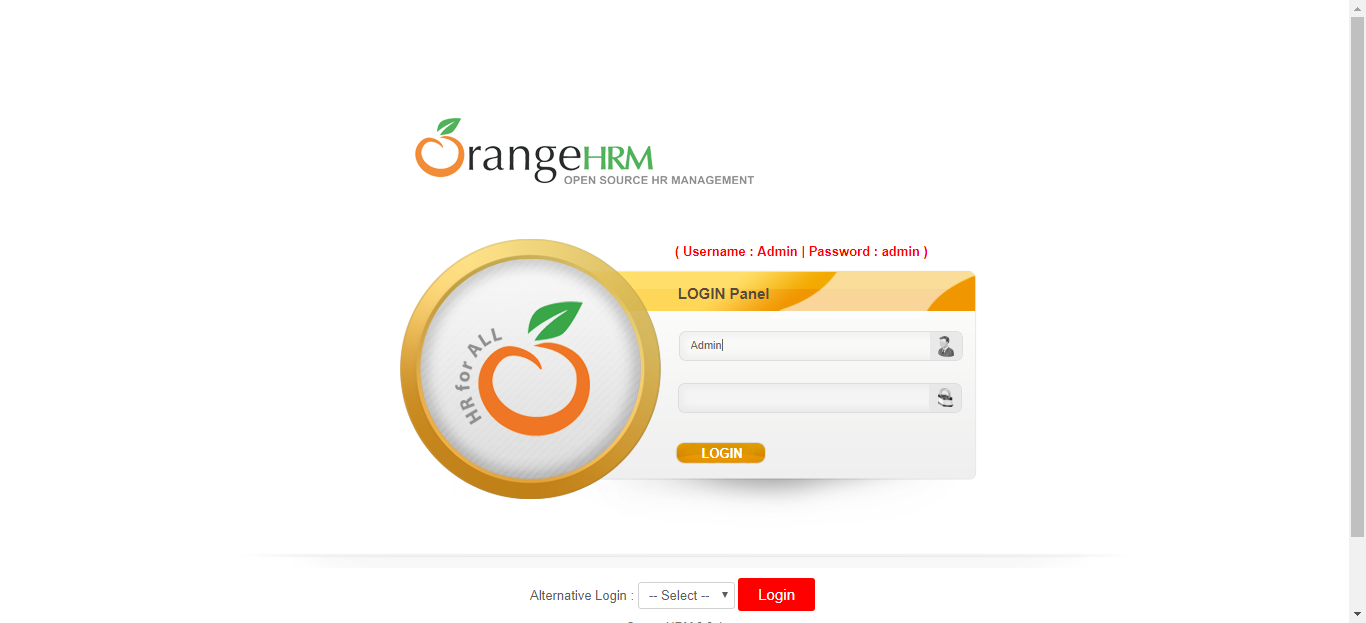 OrangeHRM
OPEN SOURCE HR MANAGEMENT
( Username : Admin | Password : admin )
LOGIN Panel
HR for ALL
Admin
LOGIN
Alternative Login : -- Select -- Login